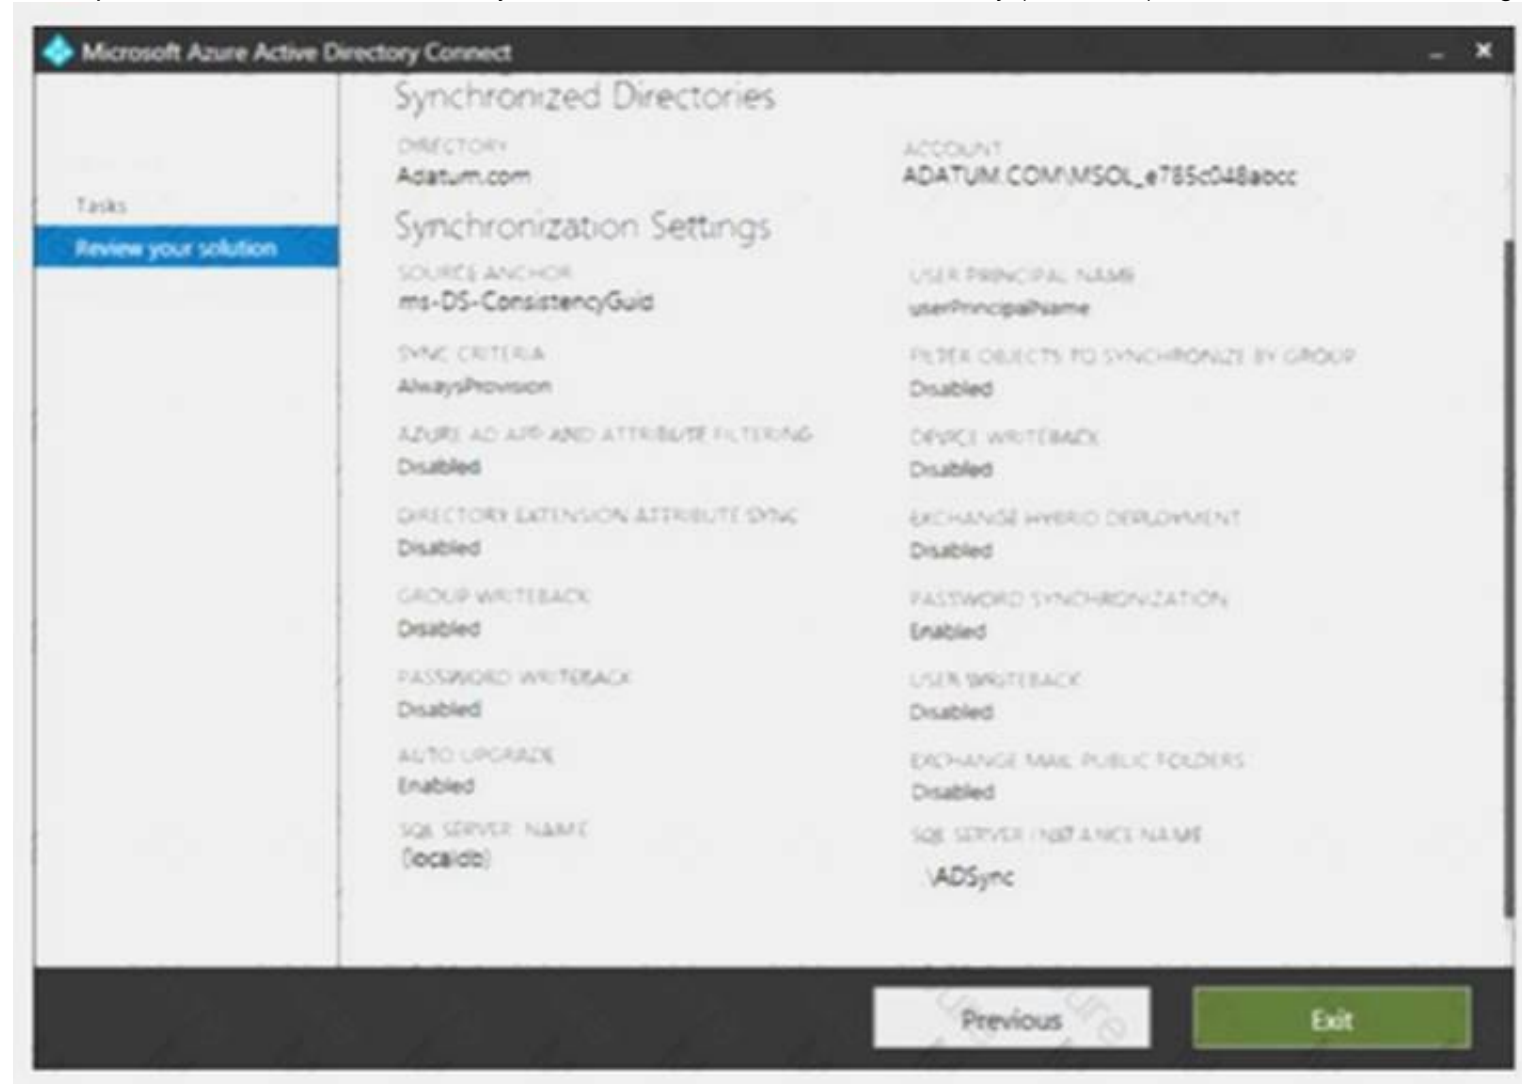 Microsoft Azure Active Directory Connect
Synchronized Directories
DIRECTORY
ACCOUNT
Adatum.com
ADATUM.COM\MSOL_e785c048abcc
Tasks
Review your solution
Synchronization Settings
SOURCE ANCHOR
USER PRINCIPAL NAME
ms-DS-ConsistencyGuid
userPrincipalName
SYNC CRITERIA
FILTER OBJECTS TO SYNCHRONIZE BY GROUP
AlwaysProvision
Disabled
AZURE AD APP AND ATTRIBUTE FILTERING
DEVICE WRITEBACK
Disabled
Disabled
DIRECTORY EXTENSION ATTRIBUTE SYNC
EXCHANGE HYBRID DEPLOYMENT
Disabled
Disabled
GROUP WRITEBACK
PASSWORD SYNCHRONIZATION
Disabled
Enabled
PASSWORD WRITEBACK
USER WRITEBACK
Disabled
Disabled
AUTO UPGRADE
EXCHANGE MAIL PUBLIC FOLDERS
Enabled
Disabled
SQL SERVER NAME
SQL SERVER INSTANCE NAME
(localdb)
.\ADSync
Previous
Exit